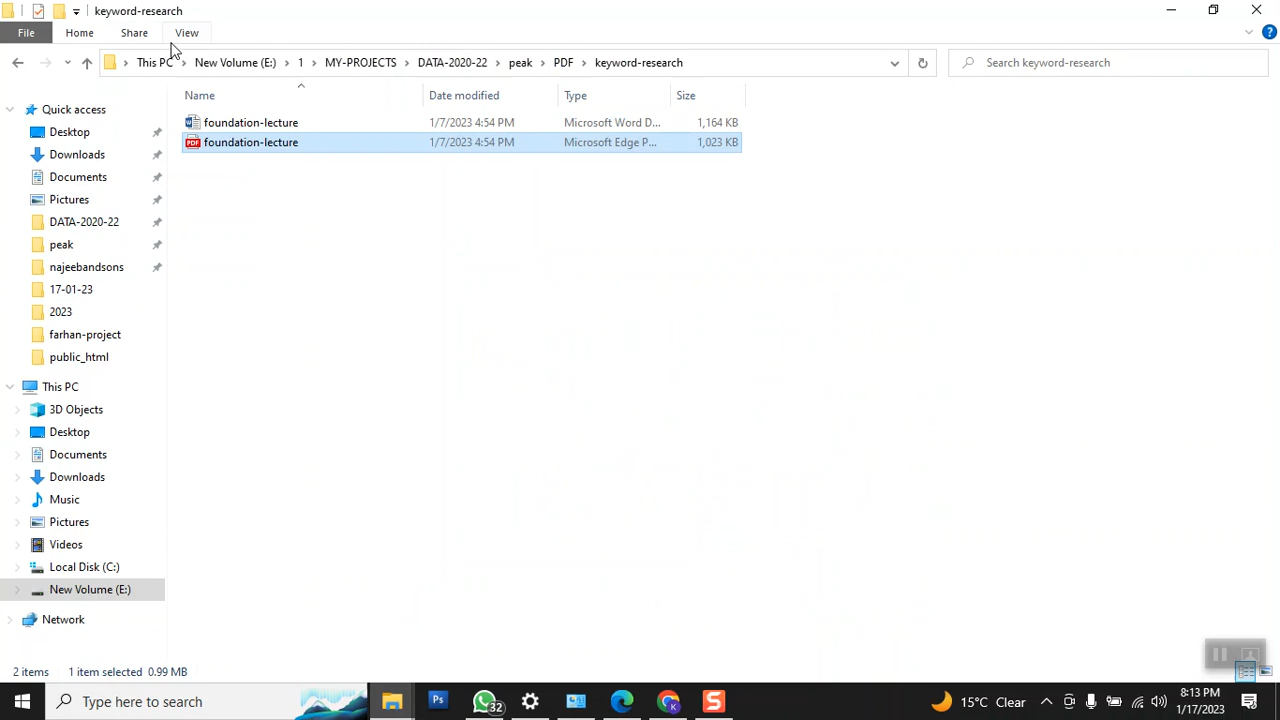 keyword-research
File Home Share View
This PC New Volume (E:) 1 MY-PROJECTS DATA-2020-22 peak PDF keyword-research
Search keyword-research
Name Date modified Type Size
foundation-lecture 1/7/2023 4:54 PM Microsoft Word D... 1,164 KB
PDF foundation-lecture 1/7/2023 4:54 PM Microsoft Edge P... 1,023 KB
Quick access
Desktop
Downloads
Documents
Pictures
DATA-2020-22
peak
najeebandsons
17-01-23
2023
farhan-project
public_html
This PC
3D Objects
Desktop
Documents
Downloads
Music
Pictures
Videos
Local Disk (C:)
New Volume (E:)
Network
2 items 1 item selected 0.99 MB
Type here to search
Ps
32
K
S
15°C Clear
8:13 PM
1/17/2023